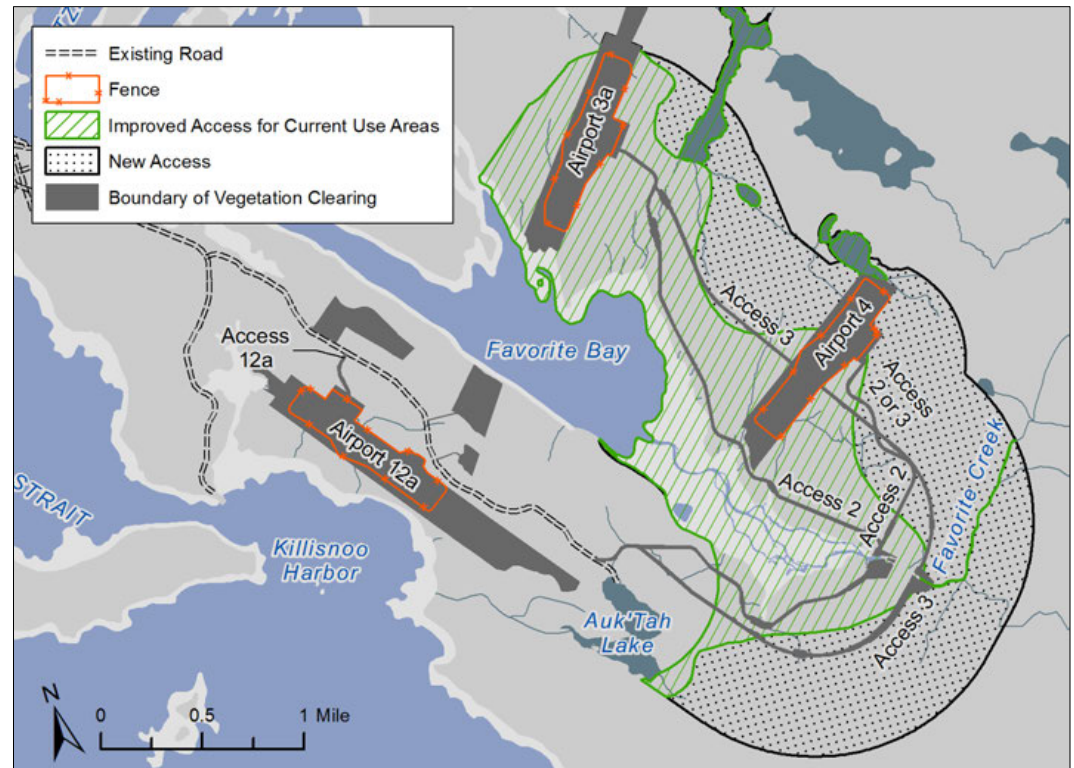 TZ
Existing Road
Fence
Improved Access for Current Use Areas
New Access
Boundary of Vegetation Clearing
Airport 3a
Access
12a
Favorite Bay
Access 3
Airport 4
Access
2 or 3
Airport 12a
Access 2
Access 2
Favorite Creek
STRAIT
Killisnoo
Harbor
Auk'Tah
Lake
Access 3
N
0 0.5 1 Mile